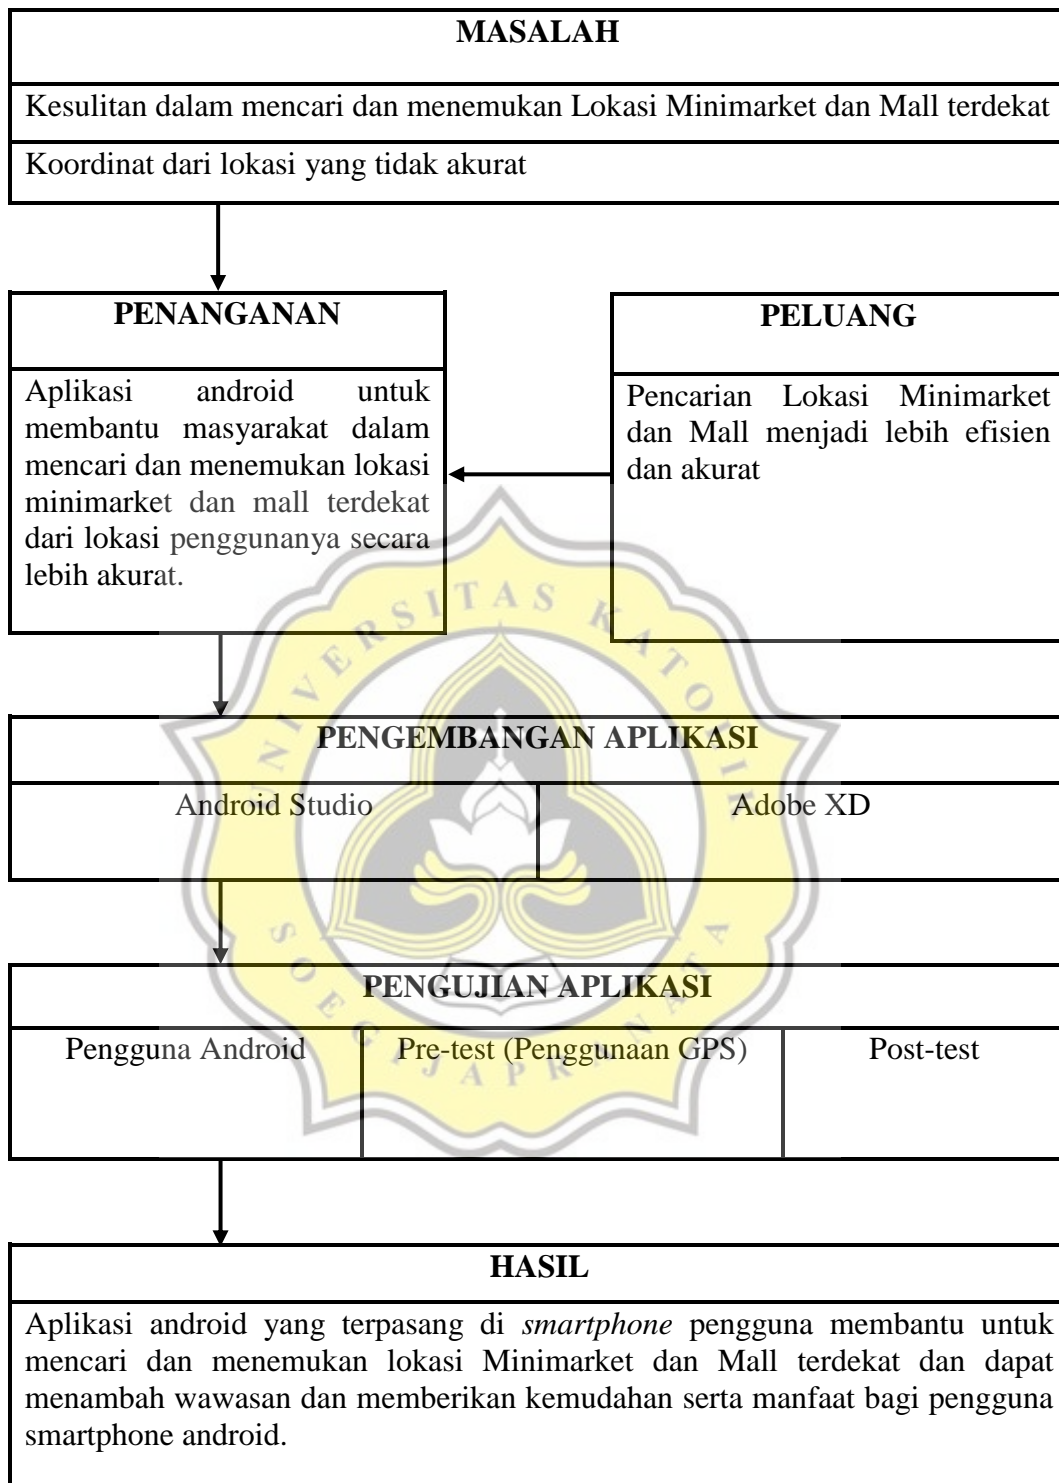 MASALAH
Kesulitan dalam mencari dan menemukan Lokasi Minimarket dan Mall terdekat
Koordinat dari lokasi yang tidak akurat
PENANGANAN
Aplikasi android untuk
membantu masyarakat dalam
mencari dan menemukan lokasi
minimarket dan mall terdekat
dari lokasi penggunanya secara
lebih akurat.
PELUANG
Pencarian Lokasi Minimarket
dan Mall menjadi lebih efisien
dan akurat
PENGEMBANGAN APLIKASI
Android Studio
Adobe XD
PENGUJIAN APLIKASI
Pengguna Android
Pre-test (Penggunaan GPS)
Post-test
HASIL
Aplikasi android yang terpasang di smartphone pengguna membantu untuk
mencari dan menemukan lokasi Minimarket dan Mall terdekat dan dapat
menambah wawasan dan memberikan kemudahan serta manfaat bagi pengguna
smartphone android.
UNIVERSITAS KATOLIK
SOEGIJAPRANATA